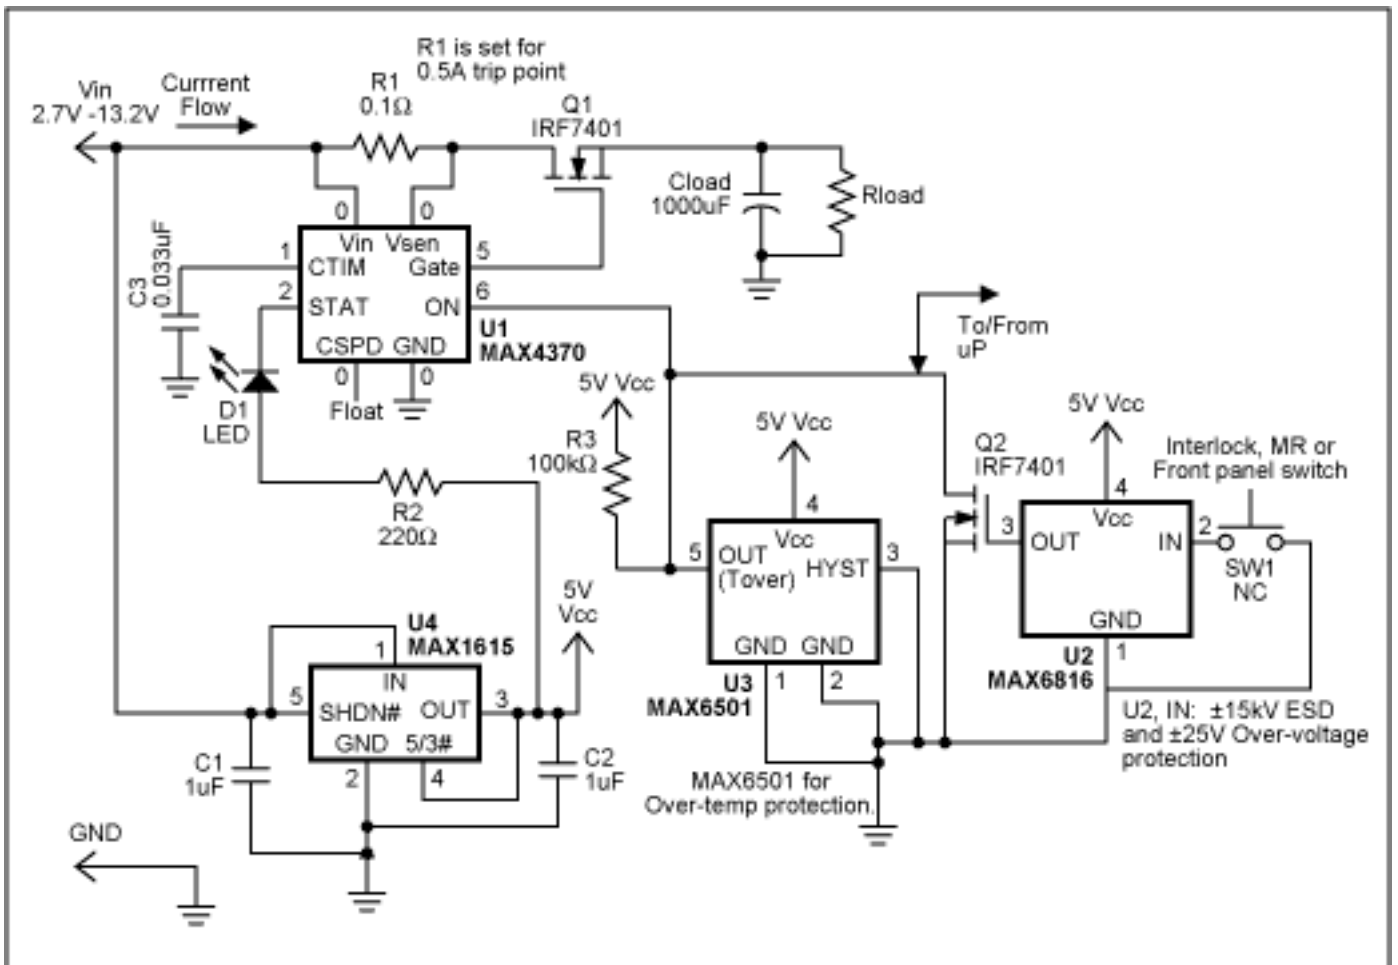 R1 is set for
0.5A trip point
Vin
2.7V -13.2V
Currrent
Flow
R1
0.1Ω
Q1
IRF7401
Cload
1000uF
Rload
0
0
Vin
Vsen
1
CTIM
Gate
5
2
STAT
ON
6
CSPD
GND
U1
MAX4370
C3
0.033uF
0
0
Float
D1
LED
R2
220Ω
To/From
uP
5V Vcc
R3
100kΩ
5V Vcc
4
Vcc
5
OUT
(Tover)
HYST
3
GND
GND
1
2
U3
MAX6501
MAX6501 for
Over-temp protection.
Q2
IRF7401
5V Vcc
4
Vcc
3
OUT
IN
2
GND
1
U2
MAX6816
Interlock, MR or
Front panel switch
SW1
NC
U2, IN: ±15kV ESD
and ±25V Over-voltage
protection
5V
Vcc
U4
MAX1615
1
IN
5
SHDN#
OUT
3
GND
5/3#
2
4
C1
1uF
C2
1uF
GND